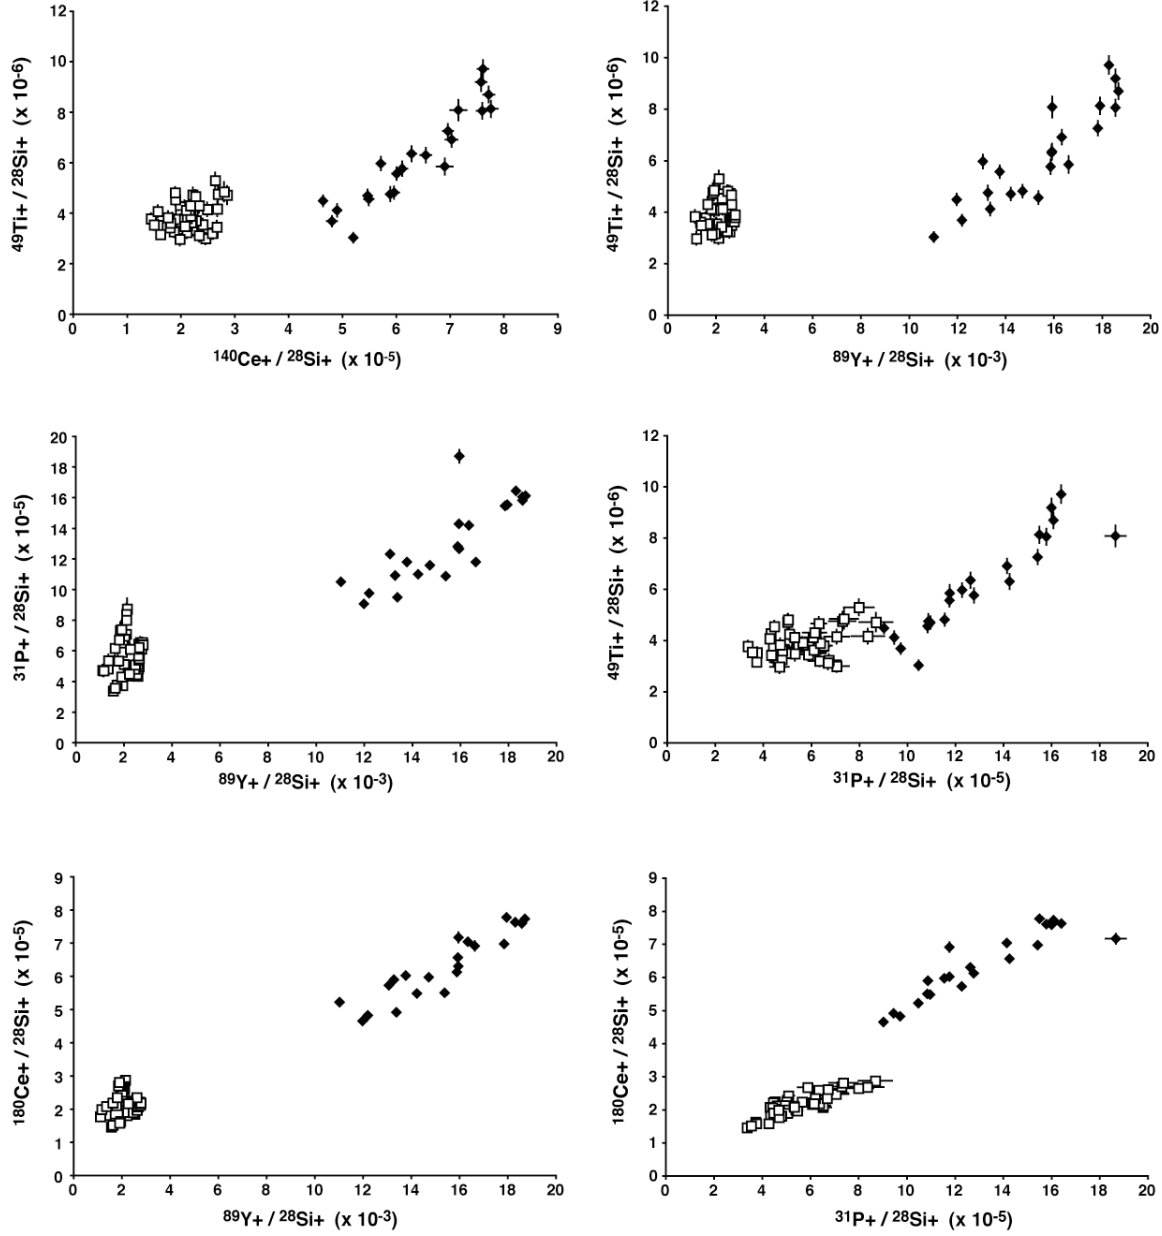 12
10
8
6
4
2
0
49Ti+ / 28Si+ (x 10-6)
0 1 2 3 4 5 6 7 8 9
140Ce+ / 28Si+ (x 10-5)
12
10
8
6
4
2
0
49Ti+ / 28Si+ (x 10-6)
0 2 4 6 8 10 12 14 16 18 20
89Y+ / 28Si+ (x 10-3)
20
18
16
14
12
10
8
6
4
2
0
31P+ / 28Si+ (x 10-5)
0 2 4 6 8 10 12 14 16 18 20
89Y+ / 28Si+ (x 10-3)
12
10
8
6
4
2
0
49Ti+ / 28Si+ (x 10-6)
0 2 4 6 8 10 12 14 16 18 20
31P+ / 28Si+ (x 10-5)
9
8
7
6
5
4
3
2
1
0
180Ce+ / 28Si+ (x 10-5)
0 2 4 6 8 10 12 14 16 18 20
89Y+ / 28Si+ (x 10-3)
9
8
7
6
5
4
3
2
1
0
180Ce+ / 28Si+ (x 10-5)
0 2 4 6 8 10 12 14 16 18 20
31P+ / 28Si+ (x 10-5)